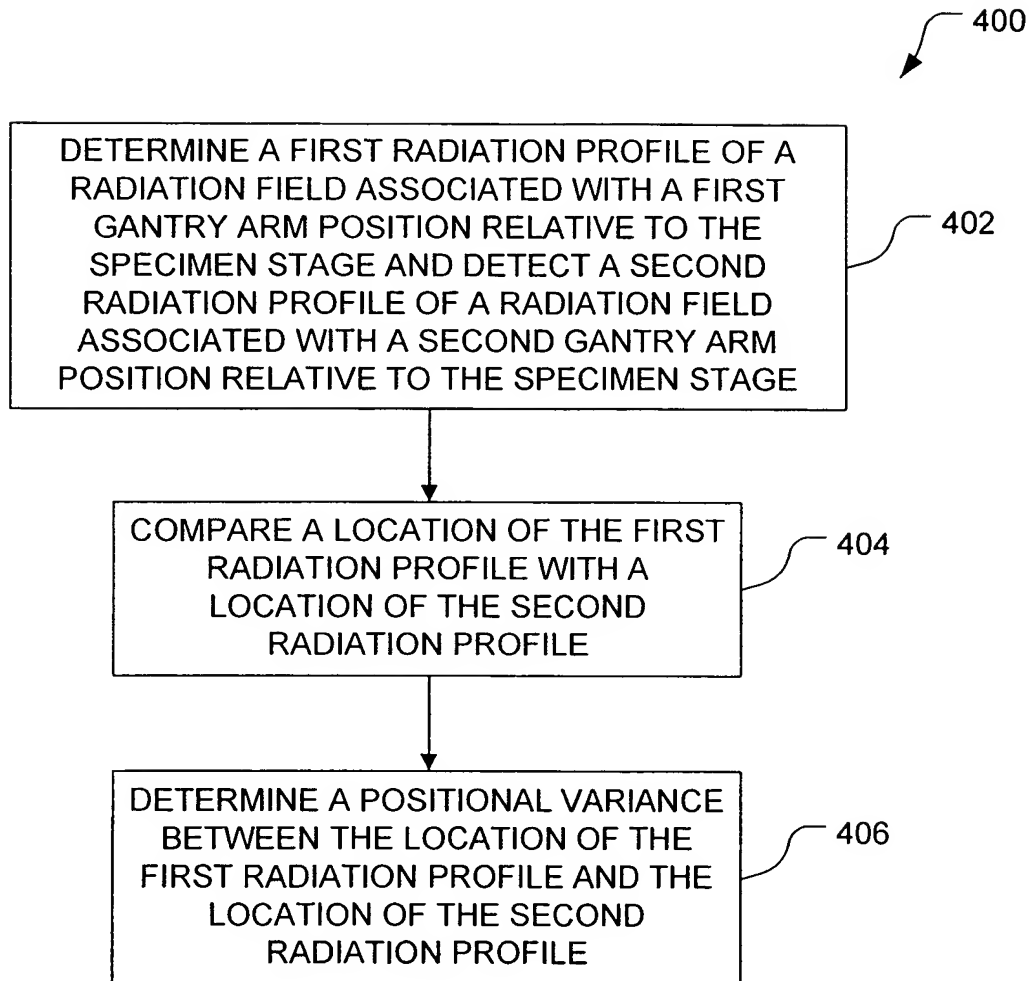 400
DETERMINE A FIRST RADIATION PROFILE OF A
RADIATION FIELD ASSOCIATED WITH A FIRST
GANTRY ARM POSITION RELATIVE TO THE
SPECIMEN STAGE AND DETECT A SECOND
RADIATION PROFILE OF A RADIATION FIELD
ASSOCIATED WITH A SECOND GANTRY ARM
POSITION RELATIVE TO THE SPECIMEN STAGE
402
COMPARE A LOCATION OF THE FIRST
RADIATION PROFILE WITH A
LOCATION OF THE SECOND
RADIATION PROFILE
404
DETERMINE A POSITIONAL VARIANCE
BETWEEN THE LOCATION OF THE
FIRST RADIATION PROFILE AND THE
LOCATION OF THE SECOND
RADIATION PROFILE
406